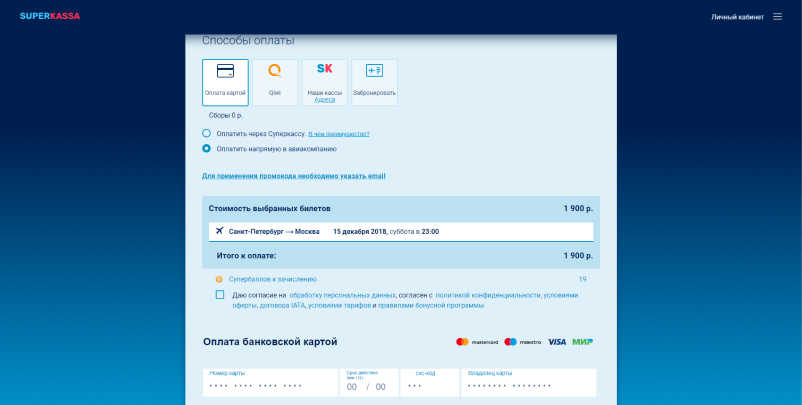 SUPERKASSA
Личный кабинет
Способы оплаты
Оплата картой
Qiwi
SK
Наши кассы
Адреса
Забронировать
Сборы 0 р.
Оплатить через Суперкассу. В чем преимущество?
Оплатить напрямую в авиакомпанию
Для применения промокода необходимо указать email
Стоимость выбранных билетов 1 900 р.
Санкт-Петербург → Москва 15 декабря 2018, суббота в 23:00
Итого к оплате: 1 900 р.
Супербаллов к зачислению 19
Даю согласие на обработку персональных данных, согласен с политикой конфиденциальности, условиями
оферты, договора IATA, условиями тарифов и правилами бонусной программы
Оплата банковской картой
mastercard maestro VISA МИР
Номер карты
Срок действия
CVC-код
Владелец карты
00 / 00